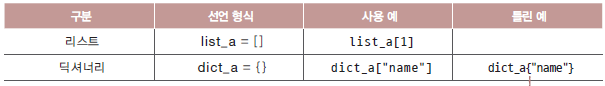 구분 선언 형식 사용 예 틀린 예
리스트 list_a = [] list_a[1]
딕셔너리 dict_a = {} dict_a["name"] dict_a{"name"}